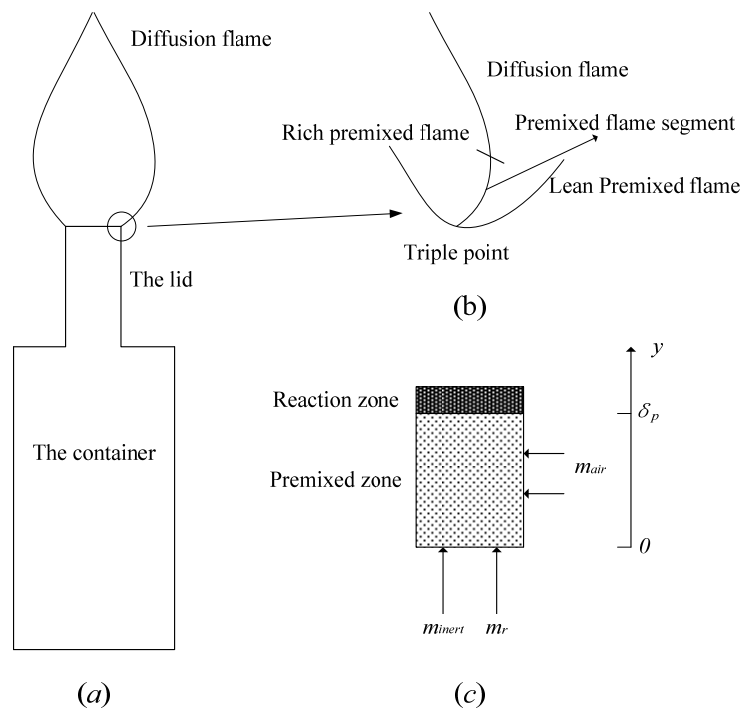 Diffusion flame
The lid
The container
(a)
Diffusion flame
Rich premixed flame
Premixed flame segment
Lean Premixed flame
Triple point
(b)
y
Reaction zone
δp
Premixed zone
mair
0
minert
mr
(c)